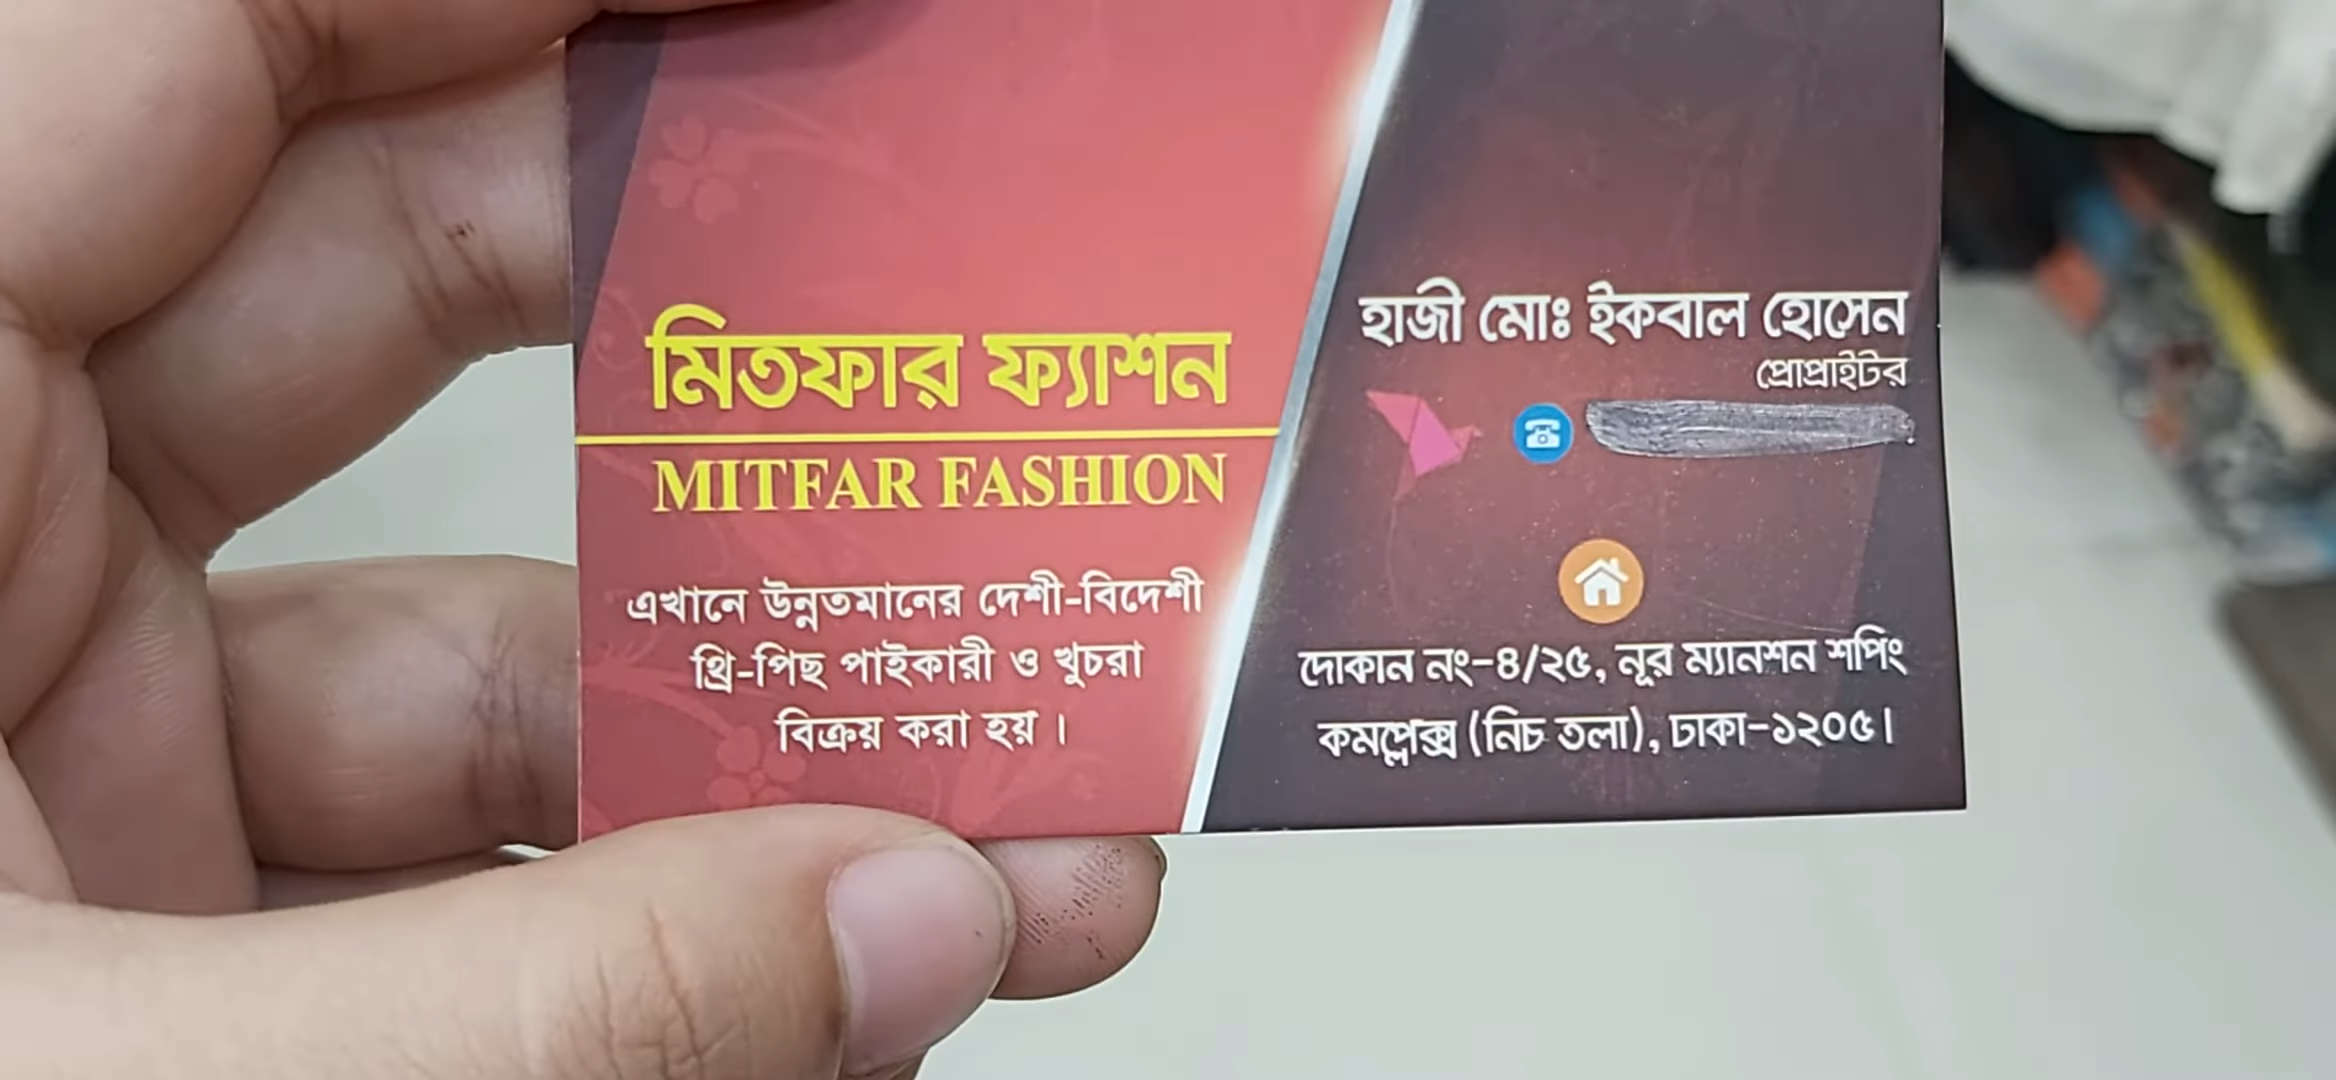 মিতফার ফ্যাশন
MITFAR FASHION
এখানে উন্নতমানের দেশী-বিদেশী
থ্রি-পিছ পাইকারী ও খুচরা
বিক্রয় করা হয়।
হাজী মোঃ ইকবাল হোসেন
প্রোপ্রাইটর
দোকান নং-৪/২৫, নূর ম্যানশন শপিং
কমপ্লেক্স (নিচ তলা), ঢাকা-১২০৫।